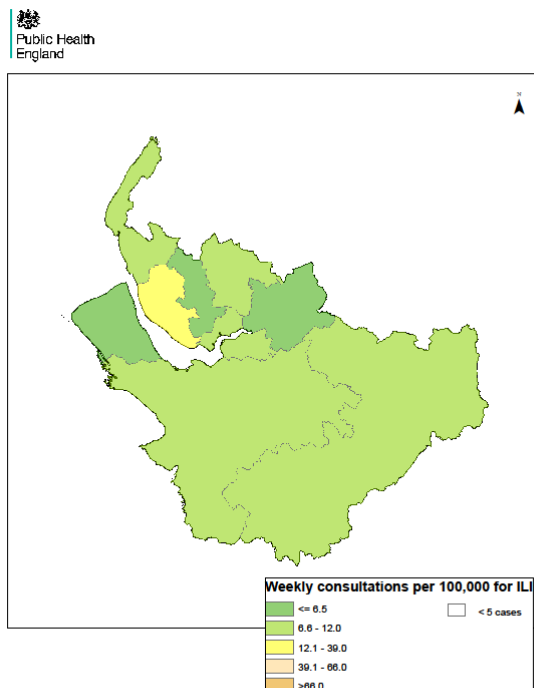 Public Health
England
N
Weekly consultations per 100,000 for ILI
<= 6.5
< 5 cases
6.6 - 12.0
12.1 - 39.0
39.1 - 66.0
>66.0